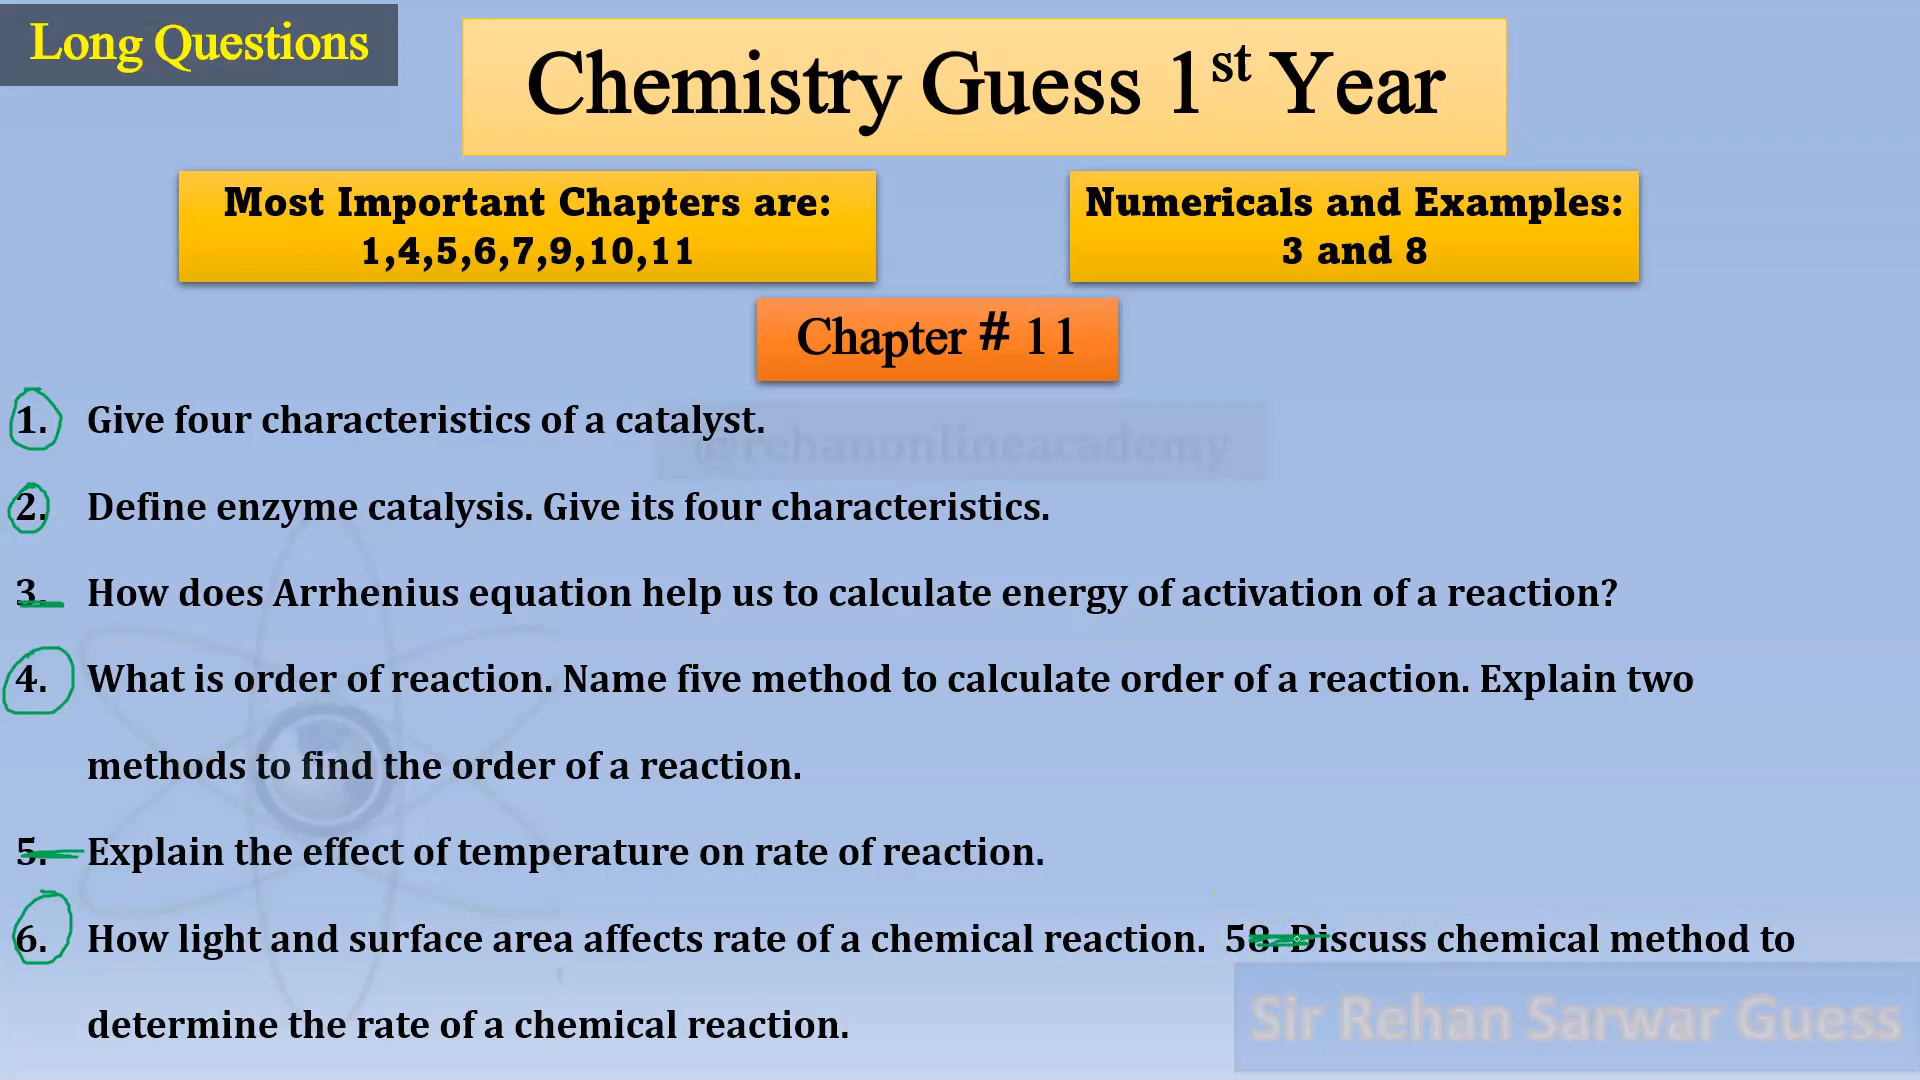 Long Questions
Chemistry Guess 1st Year
Most Important Chapters are:
1,4,5,6,7,9,10,11
Numericals and Examples:
3 and 8
Chapter # 11
@rehanonlineacademy
1. Give four characteristics of a catalyst.
2. Define enzyme catalysis. Give its four characteristics.
3. How does Arrhenius equation help us to calculate energy of activation of a reaction?
4. What is order of reaction. Name five method to calculate order of a reaction. Explain two
methods to find the order of a reaction.
5. Explain the effect of temperature on rate of reaction.
6. How light and surface area affects rate of a chemical reaction. 58. Discuss chemical method to
determine the rate of a chemical reaction.
Sir Rehan Sarwar Guess